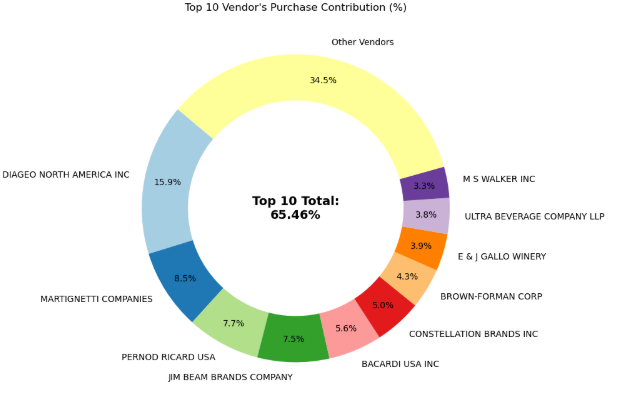 Top 10 Vendor's Purchase Contribution (%)
Other Vendors
34.5%
DIAGEO NORTH AMERICA INC
15.9%
MARTIGNETTI COMPANIES
8.5%
PERNOD RICARD USA
7.7%
JIM BEAM BRANDS COMPANY
7.5%
BACARDI USA INC
5.6%
CONSTELLATION BRANDS INC
5.0%
BROWN-FORMAN CORP
4.3%
E & J GALLO WINERY
3.9%
ULTRA BEVERAGE COMPANY LLP
3.8%
M S WALKER INC
3.3%
Top 10 Total:
65.46%